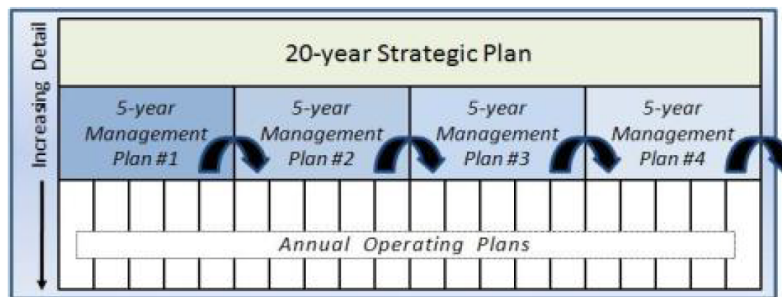 Increasing Detail
20-year Strategic Plan
5-year
Management
Plan #1
5-year
Management
Plan #2
5-year
Management
Plan #3
5-year
Management
Plan #4
Annual Operating Plans